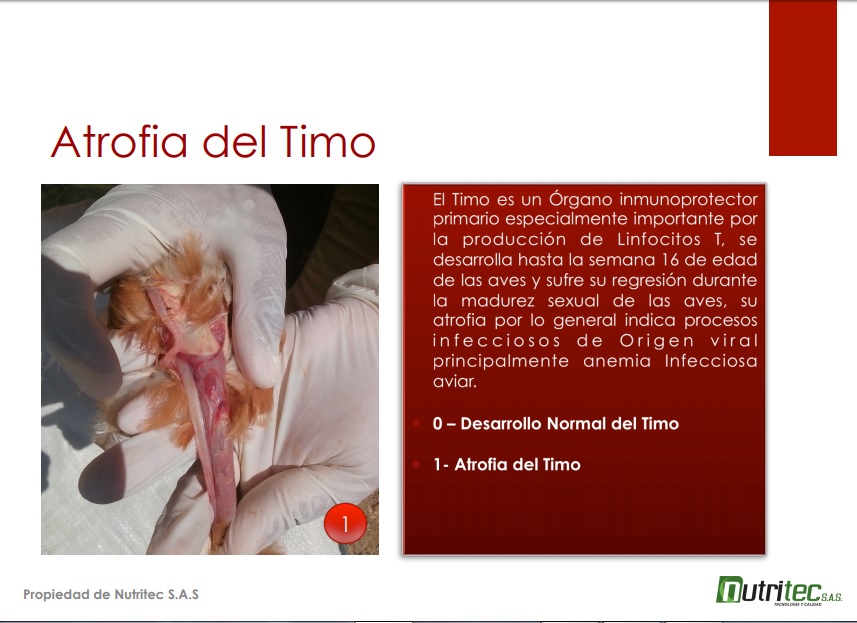 Atrofia del Timo
El Timo es un Órgano inmunoprotector
primario especialmente importante por
la producción de Linfocitos T, se
desarrolla hasta la semana 16 de edad
de las aves y sufre su regresión durante
la madurez sexual de las aves, su
atrofia por lo general indica procesos
infecciosos de Origen viral
principalmente anemia Infecciosa
aviar.
0 – Desarrollo Normal del Timo
1- Atrofia del Timo
1
Propiedad de Nutritec S.A.S
nutritec S.A.S.
TECNOLOGÍA Y CALIDAD